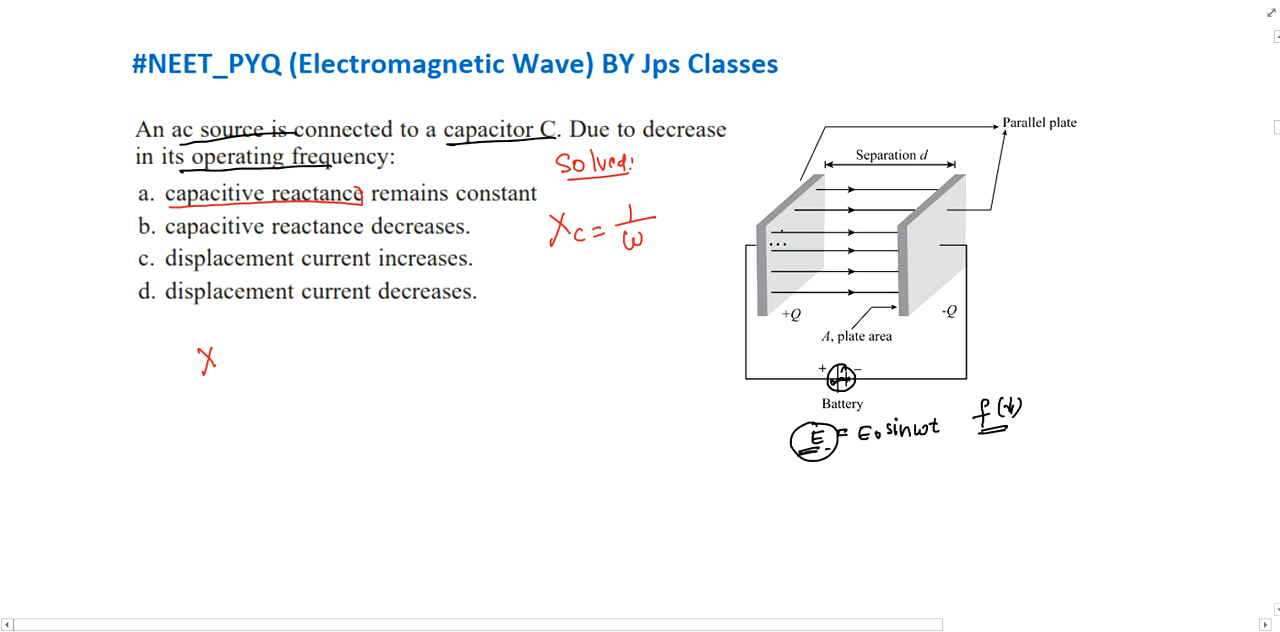 #NEET_PYQ (Electromagnetic Wave) BY Jps Classes
An ac source is connected to a capacitor C. Due to decrease
in its operating frequency:
a. capacitive reactance remains constant
b. capacitive reactance decreases.
c. displacement current increases.
d. displacement current decreases.
Solved:
Xc = 1/ω
X
Parallel plate
Separation d
+Q
-Q
A, plate area
+ −
Battery
E = E₀ sinωt
f(↓)